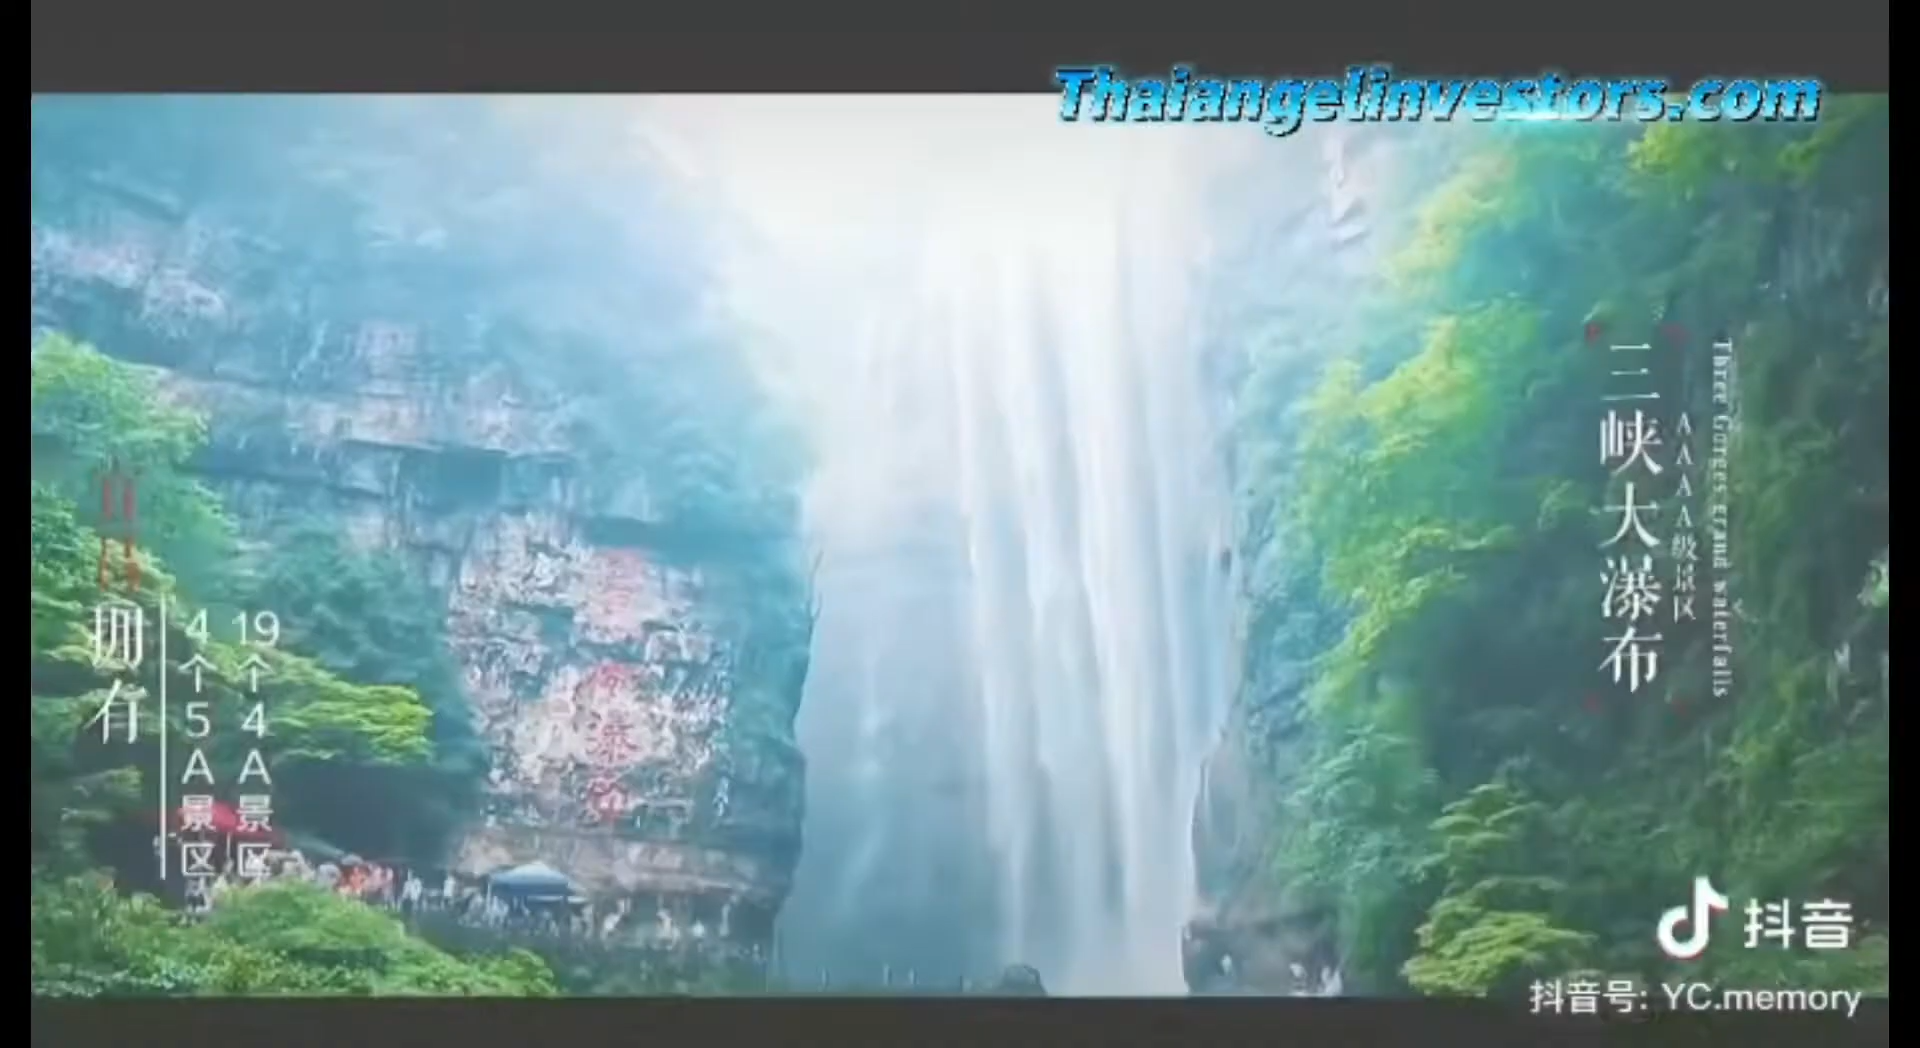 Thaiangelinvestors.com
三峡大瀑布
AAAA级景区
Three Gorges grand waterfalls
宜昌
拥有
4个5A景区
19个4A景区
抖音
抖音号: YC.memory